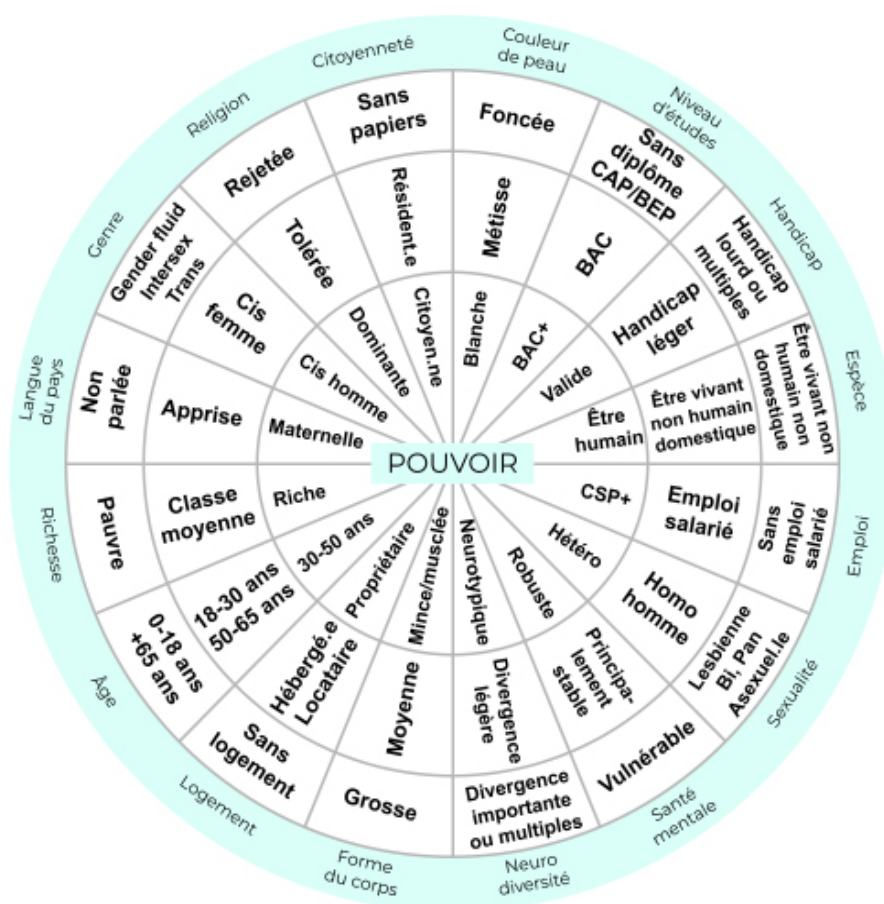 Couleur
de peau
Foncée
Métisse
Blanche
Niveau
d'études
Sans
diplôme
CAP/BEP
BAC
BAC+
Handicap
Handicap
lourd ou
multiples
Handicap
léger
Valide
Espèce
Être vivant non
humain non
domestique
Être vivant
non humain
domestique
Être
humain
Emploi
Sans
emploi
salarié
Emploi
salarié
CSP+
Sexualité
Lesbienne
Bi, Pan
Asexuel.le
Homo
homme
Hétéro
Santé
mentale
Vulnérable
Principa-
lement
stable
Robuste
Neuro
diversité
Divergence
importante
ou multiples
Divergence
légère
Neurotypique
Forme
du corps
Grosse
Moyenne
Mince/musclée
Logement
Sans
logement
Hébergé.e
Locataire
Propriétaire
Âge
0-18 ans
+65 ans
18-30 ans
50-65 ans
30-50 ans
Richesse
Pauvre
Classe
moyenne
Riche
Langue
du pays
Non
parlée
Apprise
Maternelle
Genre
Gender fluid
Intersex
Trans
Cis
femme
Cis homme
Religion
Rejetée
Tolérée
Dominante
Citoyenneté
Sans
papiers
Résident.e
Citoyen.ne
POUVOIR